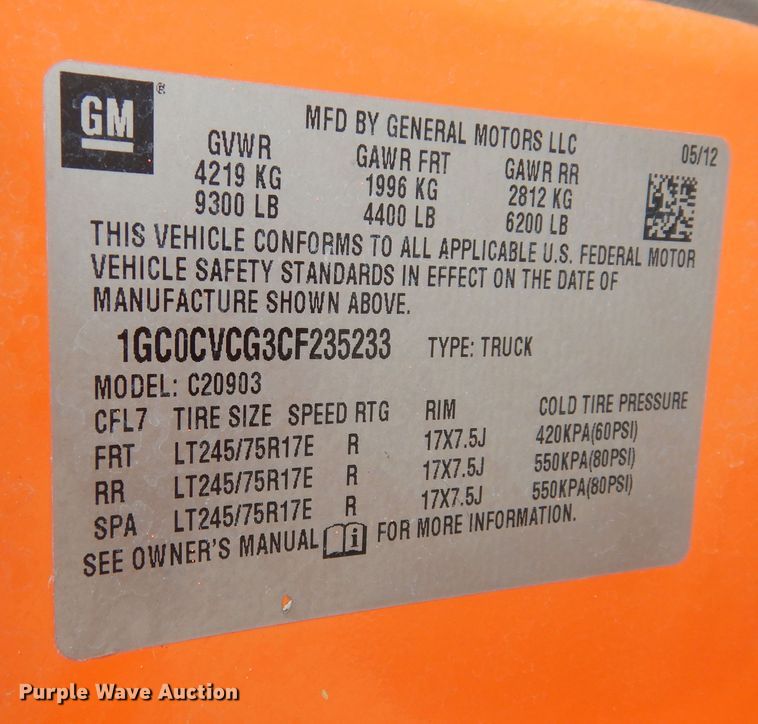 GM ®
MFD BY GENERAL MOTORS LLC
05/12
GVWR GAWR FRT GAWR RR
4219 KG 1996 KG 2812 KG
9300 LB 4400 LB 6200 LB
THIS VEHICLE CONFORMS TO ALL APPLICABLE U.S. FEDERAL MOTOR
VEHICLE SAFETY STANDARDS IN EFFECT ON THE DATE OF
MANUFACTURE SHOWN ABOVE.
1GC0CVCG3CF235233 TYPE: TRUCK
MODEL: C20903
CFL7 TIRE SIZE SPEED RTG RIM COLD TIRE PRESSURE
FRT LT245/75R17E R 17X7.5J 420KPA(60PSI)
RR LT245/75R17E R 17X7.5J 550KPA(80PSI)
SPA LT245/75R17E R 17X7.5J 550KPA(80PSI)
SEE OWNER'S MANUAL i FOR MORE INFORMATION.
Purple Wave Auction